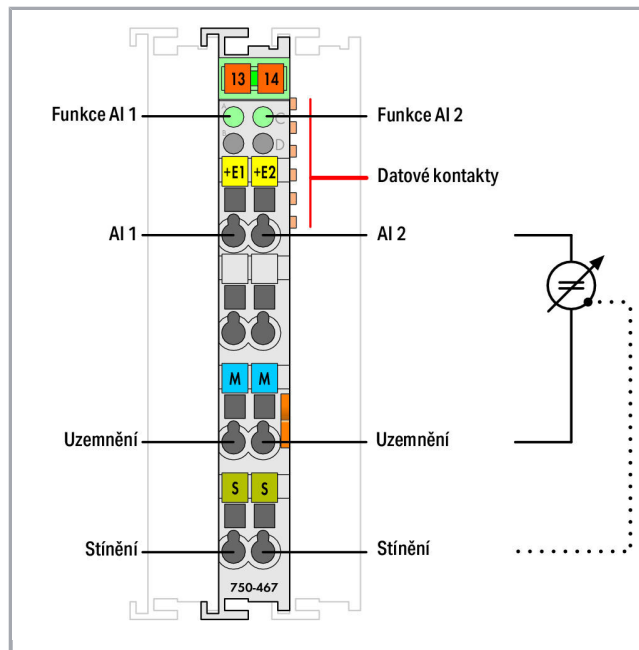 13 14
Funkce AI 1
A
C
Funkce AI 2
B
D
+E1 +E2
Datové kontakty
AI 1
AI 2
M M
Uzemnění
Uzemnění
S S
Stínění
Stínění
750-467